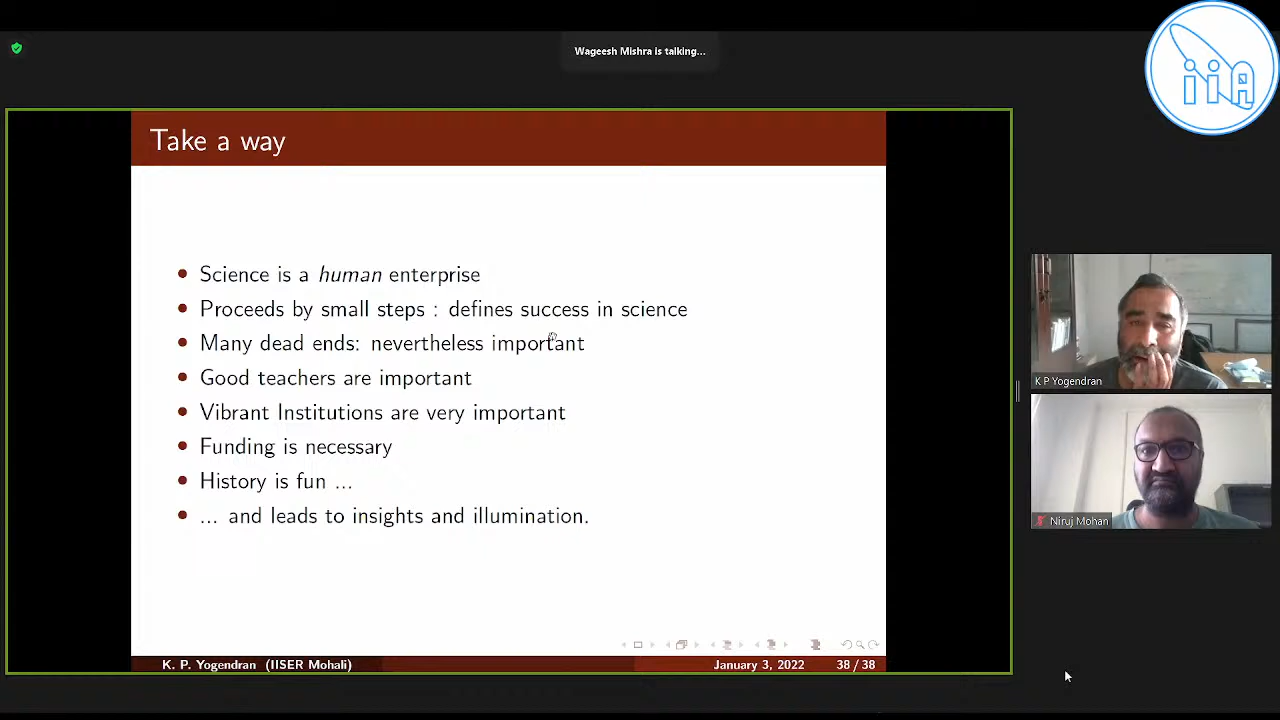 Wageesh Mishra is talking...
iiA
Take a way
Science is a human enterprise
Proceeds by small steps : defines success in science
Many dead ends: nevertheless important
Good teachers are important
Vibrant Institutions are very important
Funding is necessary
History is fun ...
... and leads to insights and illumination.
K P Yogendran
Niruj Mohan
K. P. Yogendran (IISER Mohali)
January 3, 2022
38 / 38